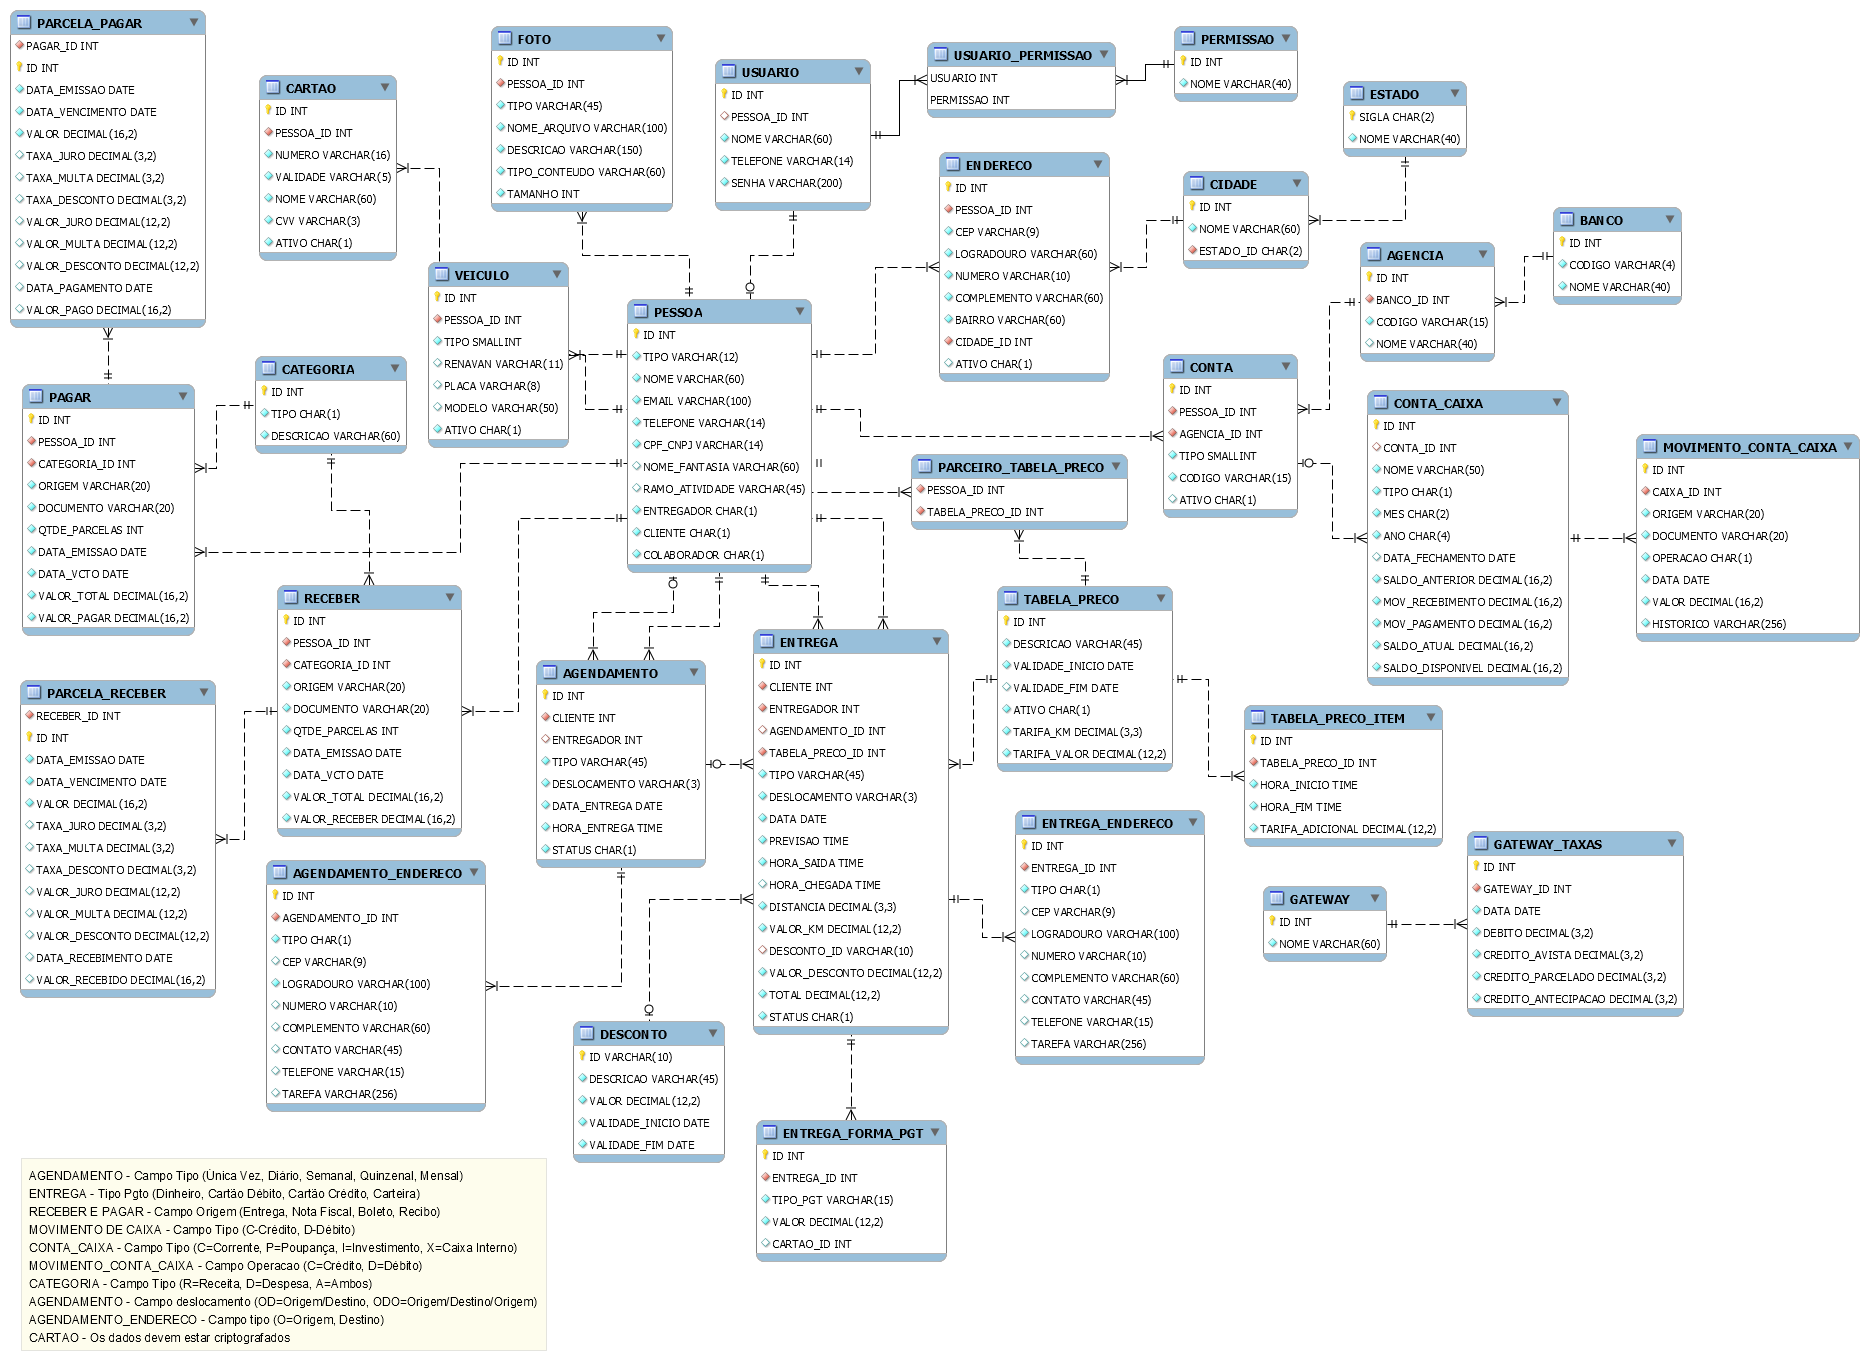 PARCELA_PAGAR
PAGAR_ID INT
ID INT
DATA_EMISSAO DATE
DATA_VENCIMENTO DATE
VALOR DECIMAL(16,2)
TAXA_JURO DECIMAL(3,2)
TAXA_MULTA DECIMAL(3,2)
TAXA_DESCONTO DECIMAL(3,2)
VALOR_JURO DECIMAL(12,2)
VALOR_MULTA DECIMAL(12,2)
VALOR_DESCONTO DECIMAL(12,2)
DATA_PAGAMENTO DATE
VALOR_PAGO DECIMAL(16,2)
CARTAO
ID INT
PESSOA_ID INT
NUMERO VARCHAR(16)
VALIDADE VARCHAR(5)
NOME VARCHAR(60)
CVV VARCHAR(3)
ATIVO CHAR(1)
FOTO
ID INT
PESSOA_ID INT
TIPO VARCHAR(45)
NOME_ARQUIVO VARCHAR(100)
DESCRICAO VARCHAR(150)
TIPO_CONTEUDO VARCHAR(60)
TAMANHO INT
USUARIO
ID INT
PESSOA_ID INT
NOME VARCHAR(60)
TELEFONE VARCHAR(14)
SENHA VARCHAR(200)
USUARIO_PERMISSAO
USUARIO INT
PERMISSAO INT
PERMISSAO
ID INT
NOME VARCHAR(40)
ESTADO
SIGLA CHAR(2)
NOME VARCHAR(40)
ENDERECO
ID INT
PESSOA_ID INT
CEP VARCHAR(9)
LOGRADOURO VARCHAR(60)
NUMERO VARCHAR(10)
COMPLEMENTO VARCHAR(60)
BAIRRO VARCHAR(60)
CIDADE_ID INT
ATIVO CHAR(1)
CIDADE
ID INT
NOME VARCHAR(60)
ESTADO_ID CHAR(2)
BANCO
ID INT
CODIGO VARCHAR(4)
NOME VARCHAR(40)
AGENCIA
ID INT
BANCO_ID INT
CODIGO VARCHAR(15)
NOME VARCHAR(40)
VEICULO
ID INT
PESSOA_ID INT
TIPO SMALLINT
RENAVAN VARCHAR(11)
PLACA VARCHAR(8)
MODELO VARCHAR(50)
ATIVO CHAR(1)
PESSOA
ID INT
TIPO VARCHAR(12)
NOME VARCHAR(60)
EMAIL VARCHAR(100)
TELEFONE VARCHAR(14)
CPF_CNPJ VARCHAR(14)
NOME_FANTASIA VARCHAR(60)
RAMO_ATIVIDADE VARCHAR(45)
ENTREGADOR CHAR(1)
CLIENTE CHAR(1)
COLABORADOR CHAR(1)
CONTA
ID INT
PESSOA_ID INT
AGENCIA_ID INT
TIPO SMALLINT
CODIGO VARCHAR(15)
ATIVO CHAR(1)
CONTA_CAIXA
ID INT
CONTA_ID INT
NOME VARCHAR(50)
TIPO CHAR(1)
MES CHAR(2)
ANO CHAR(4)
DATA_FECHAMENTO DATE
SALDO_ANTERIOR DECIMAL(16,2)
MOV_RECEBIMENTO DECIMAL(16,2)
MOV_PAGAMENTO DECIMAL(16,2)
SALDO_ATUAL DECIMAL(16,2)
SALDO_DISPONIVEL DECIMAL(16,2)
MOVIMENTO_CONTA_CAIXA
ID INT
CAIXA_ID INT
ORIGEM VARCHAR(20)
DOCUMENTO VARCHAR(20)
OPERACAO CHAR(1)
DATA DATE
VALOR DECIMAL(16,2)
HISTORICO VARCHAR(256)
CATEGORIA
ID INT
TIPO CHAR(1)
DESCRICAO VARCHAR(60)
PAGAR
ID INT
PESSOA_ID INT
CATEGORIA_ID INT
ORIGEM VARCHAR(20)
DOCUMENTO VARCHAR(20)
QTDE_PARCELAS INT
DATA_EMISSAO DATE
DATA_VCTO DATE
VALOR_TOTAL DECIMAL(16,2)
VALOR_PAGAR DECIMAL(16,2)
PARCEIRO_TABELA_PRECO
PESSOA_ID INT
TABELA_PRECO_ID INT
RECEBER
ID INT
PESSOA_ID INT
CATEGORIA_ID INT
ORIGEM VARCHAR(20)
DOCUMENTO VARCHAR(20)
QTDE_PARCELAS INT
DATA_EMISSAO DATE
DATA_VCTO DATE
VALOR_TOTAL DECIMAL(16,2)
VALOR_RECEBER DECIMAL(16,2)
TABELA_PRECO
ID INT
DESCRICAO VARCHAR(45)
VALIDADE_INICIO DATE
VALIDADE_FIM DATE
ATIVO CHAR(1)
TARIFA_KM DECIMAL(3,3)
TARIFA_VALOR DECIMAL(12,2)
ENTREGA
ID INT
CLIENTE INT
ENTREGADOR INT
AGENDAMENTO_ID INT
TABELA_PRECO_ID INT
TIPO VARCHAR(45)
DESLOCAMENTO VARCHAR(3)
DATA DATE
PREVISAO TIME
HORA_SAIDA TIME
HORA_CHEGADA TIME
DISTANCIA DECIMAL(3,3)
VALOR_KM DECIMAL(12,2)
DESCONTO_ID VARCHAR(10)
VALOR_DESCONTO DECIMAL(12,2)
TOTAL DECIMAL(12,2)
STATUS CHAR(1)
AGENDAMENTO
ID INT
CLIENTE INT
ENTREGADOR INT
TIPO VARCHAR(45)
DESLOCAMENTO VARCHAR(3)
DATA_ENTREGA DATE
HORA_ENTREGA TIME
STATUS CHAR(1)
PARCELA_RECEBER
RECEBER_ID INT
ID INT
DATA_EMISSAO DATE
DATA_VENCIMENTO DATE
VALOR DECIMAL(16,2)
TAXA_JURO DECIMAL(3,2)
TAXA_MULTA DECIMAL(3,2)
TAXA_DESCONTO DECIMAL(3,2)
VALOR_JURO DECIMAL(12,2)
VALOR_MULTA DECIMAL(12,2)
VALOR_DESCONTO DECIMAL(12,2)
DATA_RECEBIMENTO DATE
VALOR_RECEBIDO DECIMAL(16,2)
TABELA_PRECO_ITEM
ID INT
TABELA_PRECO_ID INT
HORA_INICIO TIME
HORA_FIM TIME
TARIFA_ADICIONAL DECIMAL(12,2)
ENTREGA_ENDERECO
ID INT
ENTREGA_ID INT
TIPO CHAR(1)
CEP VARCHAR(9)
LOGRADOURO VARCHAR(100)
NUMERO VARCHAR(10)
COMPLEMENTO VARCHAR(60)
CONTATO VARCHAR(45)
TELEFONE VARCHAR(15)
TAREFA VARCHAR(256)
GATEWAY_TAXAS
ID INT
GATEWAY_ID INT
DATA DATE
DEBITO DECIMAL(3,2)
CREDITO_AVISTA DECIMAL(3,2)
CREDITO_PARCELADO DECIMAL(3,2)
CREDITO_ANTECIPACAO DECIMAL(3,2)
GATEWAY
ID INT
NOME VARCHAR(60)
AGENDAMENTO_ENDERECO
ID INT
AGENDAMENTO_ID INT
TIPO CHAR(1)
CEP VARCHAR(9)
LOGRADOURO VARCHAR(100)
NUMERO VARCHAR(10)
COMPLEMENTO VARCHAR(60)
CONTATO VARCHAR(45)
TELEFONE VARCHAR(15)
TAREFA VARCHAR(256)
DESCONTO
ID VARCHAR(10)
DESCRICAO VARCHAR(45)
VALOR DECIMAL(12,2)
VALIDADE_INICIO DATE
VALIDADE_FIM DATE
ENTREGA_FORMA_PGT
ID INT
ENTREGA_ID INT
TIPO_PGT VARCHAR(15)
VALOR DECIMAL(12,2)
CARTAO_ID INT
AGENDAMENTO - Campo Tipo (Única Vez, Diário, Semanal, Quinzenal, Mensal)
ENTREGA - Tipo Pgto (Dinheiro, Cartão Débito, Cartão Crédito, Carteira)
RECEBER E PAGAR - Campo Origem (Entrega, Nota Fiscal, Boleto, Recibo)
MOVIMENTO DE CAIXA - Campo Tipo (C-Crédito, D-Débito)
CONTA_CAIXA - Campo Tipo (C=Corrente, P=Poupança, I=Investimento, X=Caixa Interno)
MOVIMENTO_CONTA_CAIXA - Campo Operacao (C=Crédito, D=Débito)
CATEGORIA - Campo Tipo (R=Receita, D=Despesa, A=Ambos)
AGENDAMENTO - Campo deslocamento (OD=Origem/Destino, ODO=Origem/Destino/Origem)
AGENDAMENTO_ENDERECO - Campo tipo (O=Origem, Destino)
CARTAO - Os dados devem estar criptografados